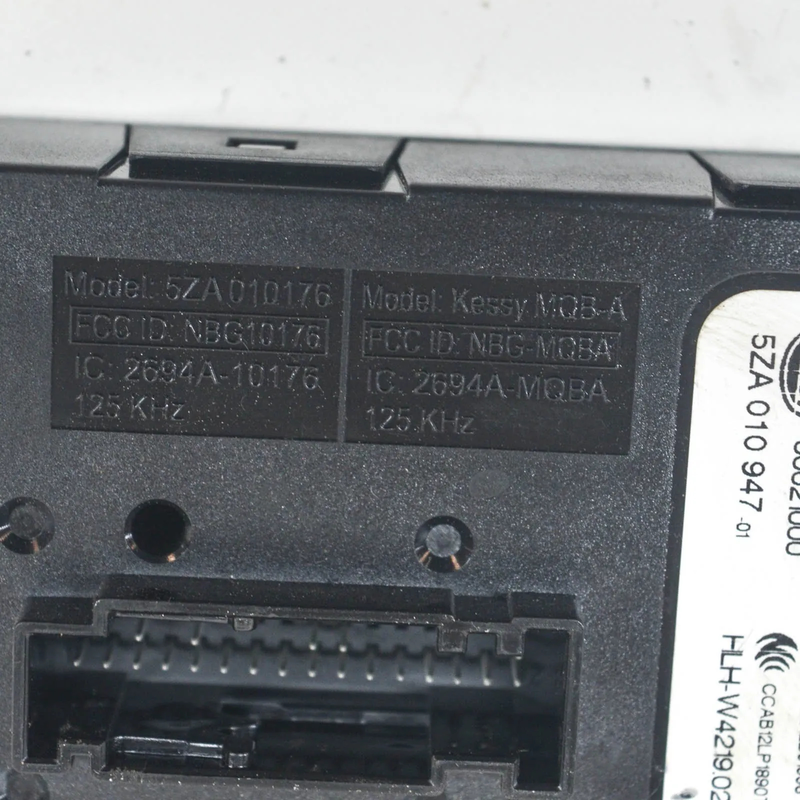 Model: 5ZA 010176
FCC ID: NBG10176
IC: 2694A-10176
125 KHz
Model: Kessy MQB-A
FCC ID: NBG-MQBA
IC: 2694A-MQBA
125 KHz
5ZA 010 947 -01
CCAB12LP1890
HLH-W4219.02